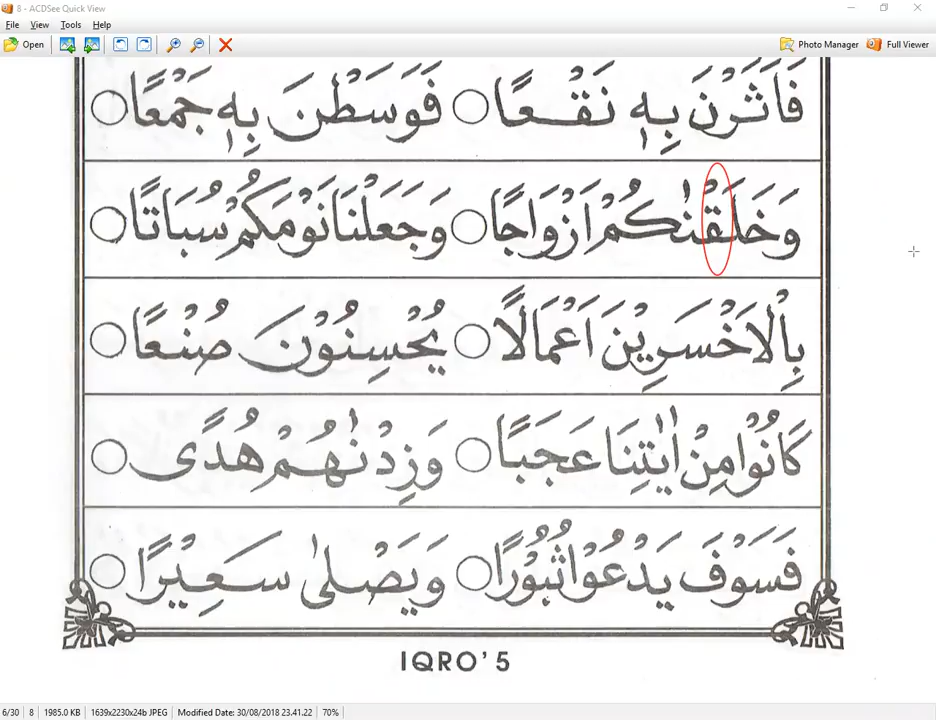 8 - ACDSee Quick View
File View Tools Help
Open Photo Manager Full Viewer
فَاَثَرْنَ بِهٖ نَقْعًا ○ فَوَسَطْنَ بِهٖ جَمْعًا ○
وَخَلَقْنٰكُمْ اَزْوَاجًا ○ وَجَعَلْنَانَوْمَكُمْ سُبَاتًا ○
بِالْاَخْسَرِيْنَ اَعْمَالًا ○ يُحْسِنُوْنَ صُنْعًا ○
كَانُوْا مِنْ اٰيٰتِنَا عَجَبًا ○ وَزِدْنٰهُمْ هُدًى ○
فَسَوْفَ يَدْعُوْا ثُبُوْرًا ○ وَيَصْلٰى سَعِيْرًا ○
IQRO' 5
6/30 8 1985.0 KB 1639x2230x24b JPEG Modified Date: 30/08/2018 23.41.22 70%